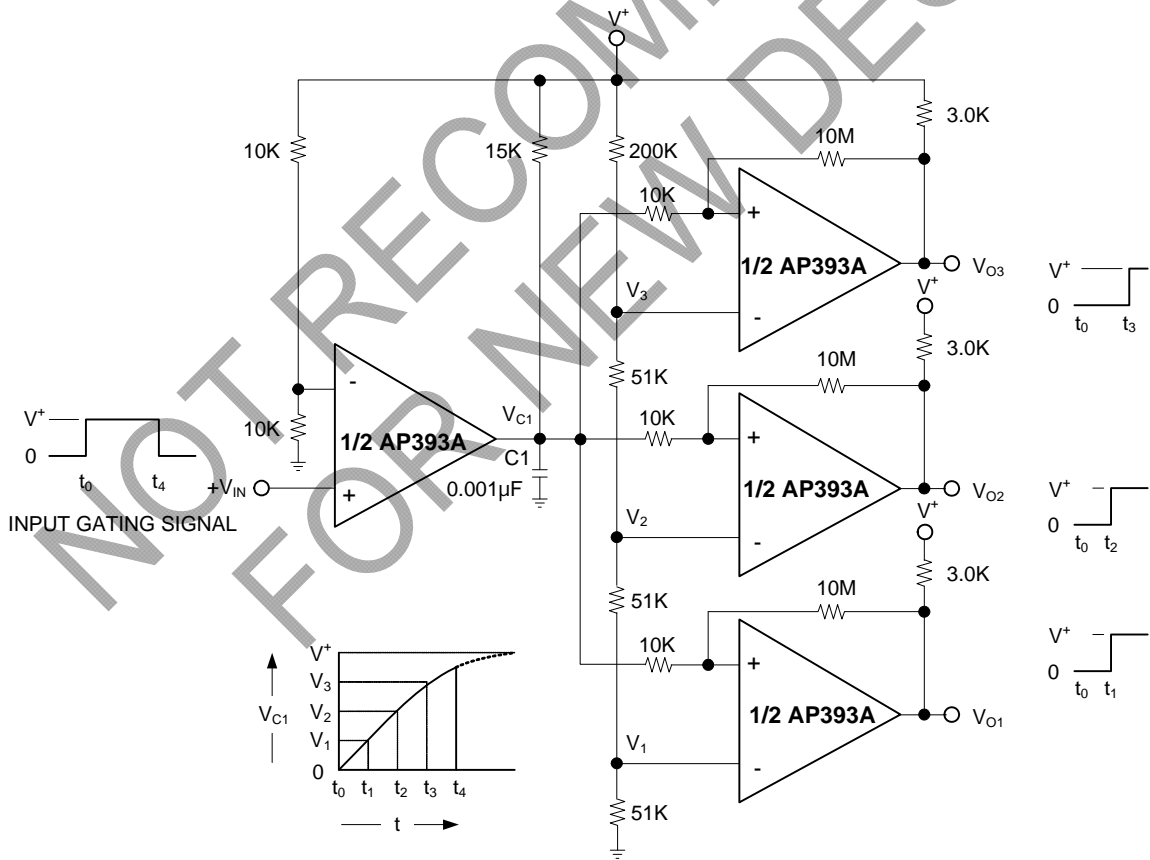 NOT RECOMM
FOR NEW DES
V+
10K
15K
200K
3.0K
10M
10K
+
-
1/2 AP393A
VO3
V+
0
t0
t3
V3
51K
V+
3.0K
10M
10K
+
-
1/2 AP393A
VO2
V+
0
t0
t2
V2
51K
V+
3.0K
10M
10K
+
-
1/2 AP393A
VO1
V+
0
t0
t1
V1
51K
V+
0
t0
t4
+VIN
INPUT GATING SIGNAL
10K
-
+
1/2 AP393A
VC1
C1
0.001µF
VC1
V+
V3
V2
V1
0
t0 t1 t2 t3 t4
t